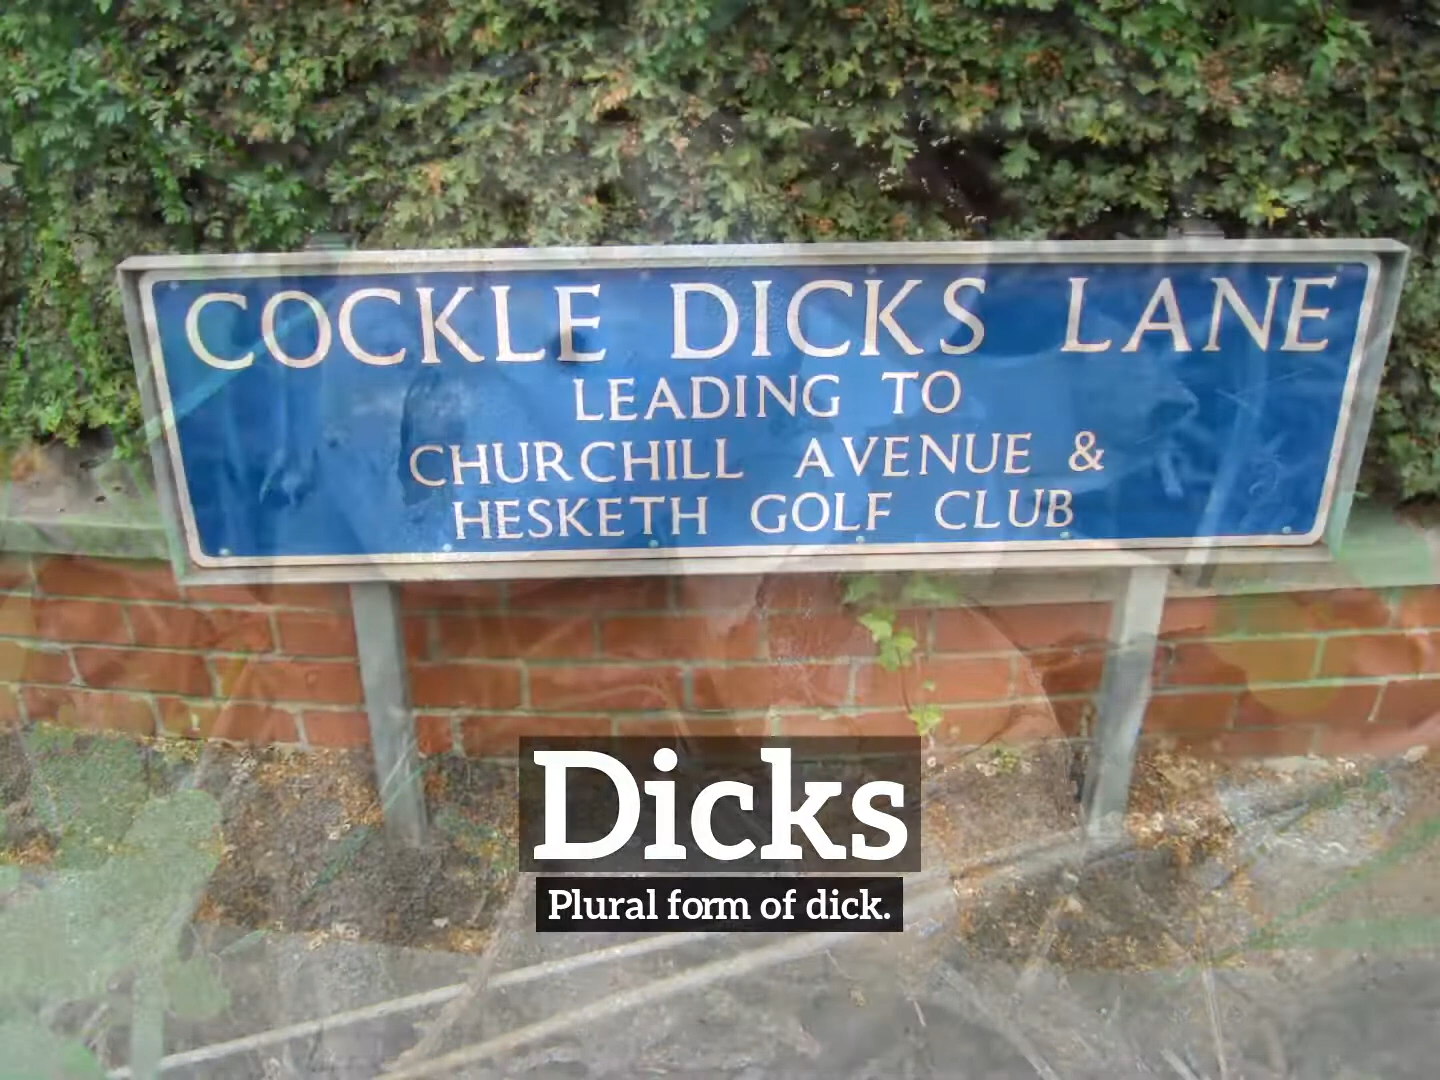 COCKLE DICKS LANE
LEADING TO
CHURCHILL AVENUE &
HESKETH GOLF CLUB
Dicks
Plural form of dick.